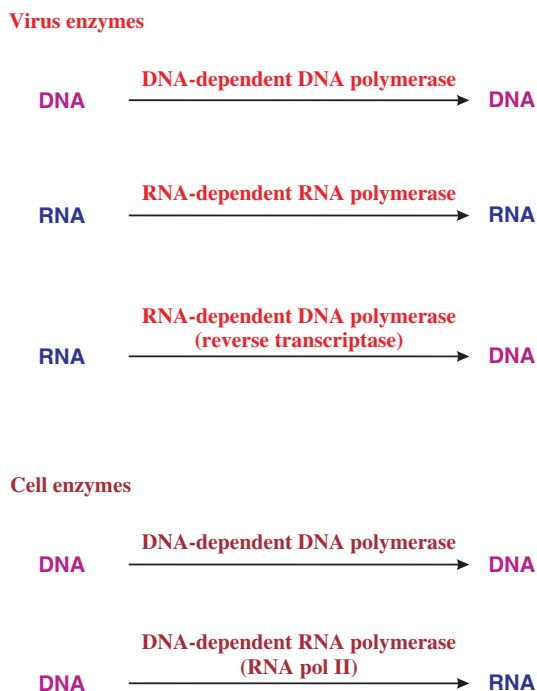 Virus enzymes
DNA-dependent DNA polymerase
DNA DNA
RNA-dependent RNA polymerase
RNA RNA
RNA-dependent DNA polymerase
(reverse transcriptase)
RNA DNA
Cell enzymes
DNA-dependent DNA polymerase
DNA DNA
DNA-dependent RNA polymerase
(RNA pol II)
DNA RNA